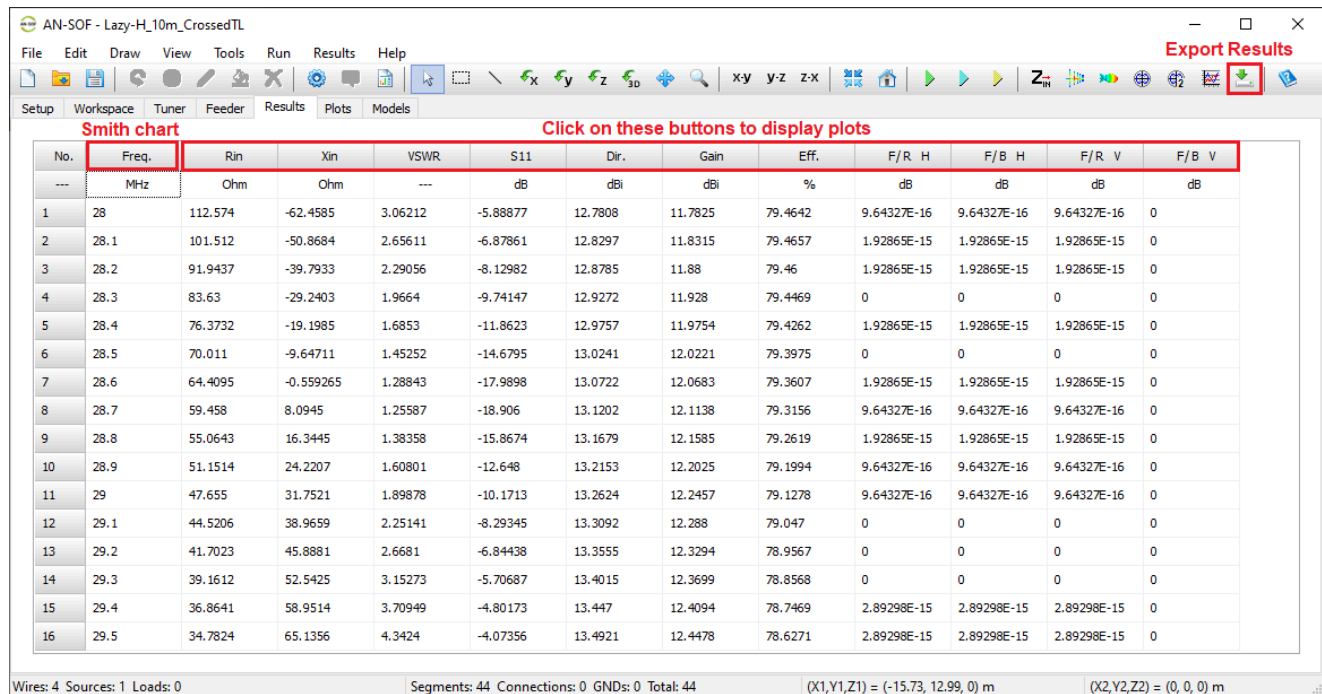 AN-SOF - Lazy-H_10m_CrossedTL
File Edit Draw View Tools Run Results Help
Export Results
Setup Workspace Tuner Feeder Results Plots Models
Smith chart Click on these buttons to display plots
No. Freq. Rin Xin VSWR S11 Dir. Gain Eff. F/R H F/B H F/R V F/B V
--- MHz Ohm Ohm --- dB dBi dBi % dB dB dB dB
1 28 112.574 -62.4585 3.06212 -5.88877 12.7808 11.7825 79.4642 9.64327E-16 9.64327E-16 9.64327E-16 0
2 28.1 101.512 -50.8684 2.65611 -6.87861 12.8297 11.8315 79.4657 1.92865E-15 1.92865E-15 1.92865E-15 0
3 28.2 91.9437 -39.7933 2.29056 -8.12982 12.8785 11.88 79.46 1.92865E-15 1.92865E-15 1.92865E-15 0
4 28.3 83.63 -29.2403 1.9664 -9.74147 12.9272 11.928 79.4469 0 0 0 0
5 28.4 76.3732 -19.1985 1.6853 -11.8623 12.9757 11.9754 79.4262 1.92865E-15 1.92865E-15 1.92865E-15 0
6 28.5 70.011 -9.64711 1.45252 -14.6795 13.0241 12.0221 79.3975 0 0 0 0
7 28.6 64.4095 -0.559265 1.28843 -17.9898 13.0722 12.0683 79.3607 1.92865E-15 1.92865E-15 1.92865E-15 0
8 28.7 59.458 8.0945 1.25587 -18.906 13.1202 12.1138 79.3156 9.64327E-16 9.64327E-16 9.64327E-16 0
9 28.8 55.0643 16.3445 1.38358 -15.8674 13.1679 12.1585 79.2619 1.92865E-15 1.92865E-15 1.92865E-15 0
10 28.9 51.1514 24.2207 1.60801 -12.648 13.2153 12.2025 79.1994 9.64327E-16 9.64327E-16 9.64327E-16 0
11 29 47.655 31.7521 1.89878 -10.1713 13.2624 12.2457 79.1278 9.64327E-16 9.64327E-16 9.64327E-16 0
12 29.1 44.5206 38.9659 2.25141 -8.29345 13.3092 12.288 79.047 0 0 0 0
13 29.2 41.7023 45.8881 2.6681 -6.84438 13.3555 12.3294 78.9567 0 0 0 0
14 29.3 39.1612 52.5425 3.15273 -5.70687 13.4015 12.3699 78.8568 0 0 0 0
15 29.4 36.8641 58.9514 3.70949 -4.80173 13.447 12.4094 78.7469 2.89298E-15 2.89298E-15 2.89298E-15 0
16 29.5 34.7824 65.1356 4.3424 -4.07356 13.4921 12.4478 78.6271 2.89298E-15 2.89298E-15 2.89298E-15 0
Wires: 4 Sources: 1 Loads: 0 Segments: 44 Connections: 0 GNDs: 0 Total: 44 (X1,Y1,Z1) = (-15.73, 12.99, 0) m (X2,Y2,Z2) = (0, 0, 0) m